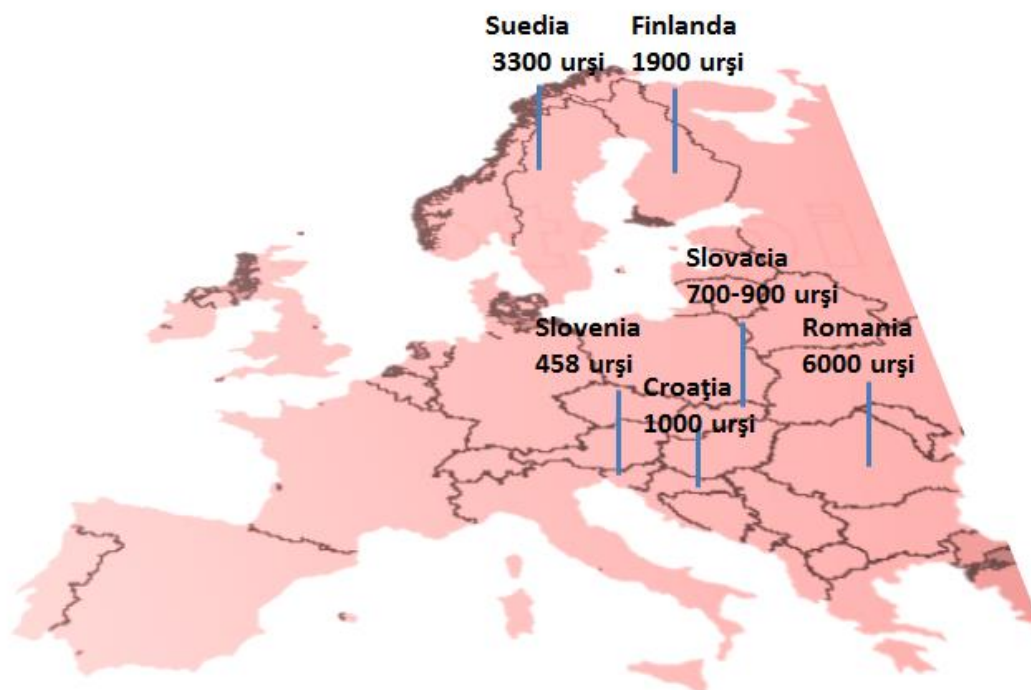 Suedia
3300 urşi
Finlanda
1900 urşi
Slovacia
700-900 urşi
Slovenia
458 urşi
Romania
6000 urşi
Croaţia
1000 urşi